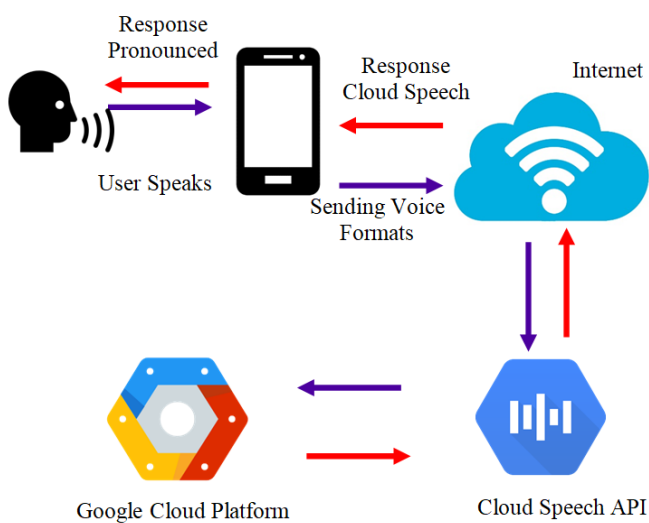 Response
Pronounced
Response
Cloud Speech
Internet
User Speaks
Sending Voice
Formats
Google Cloud Platform
Cloud Speech API